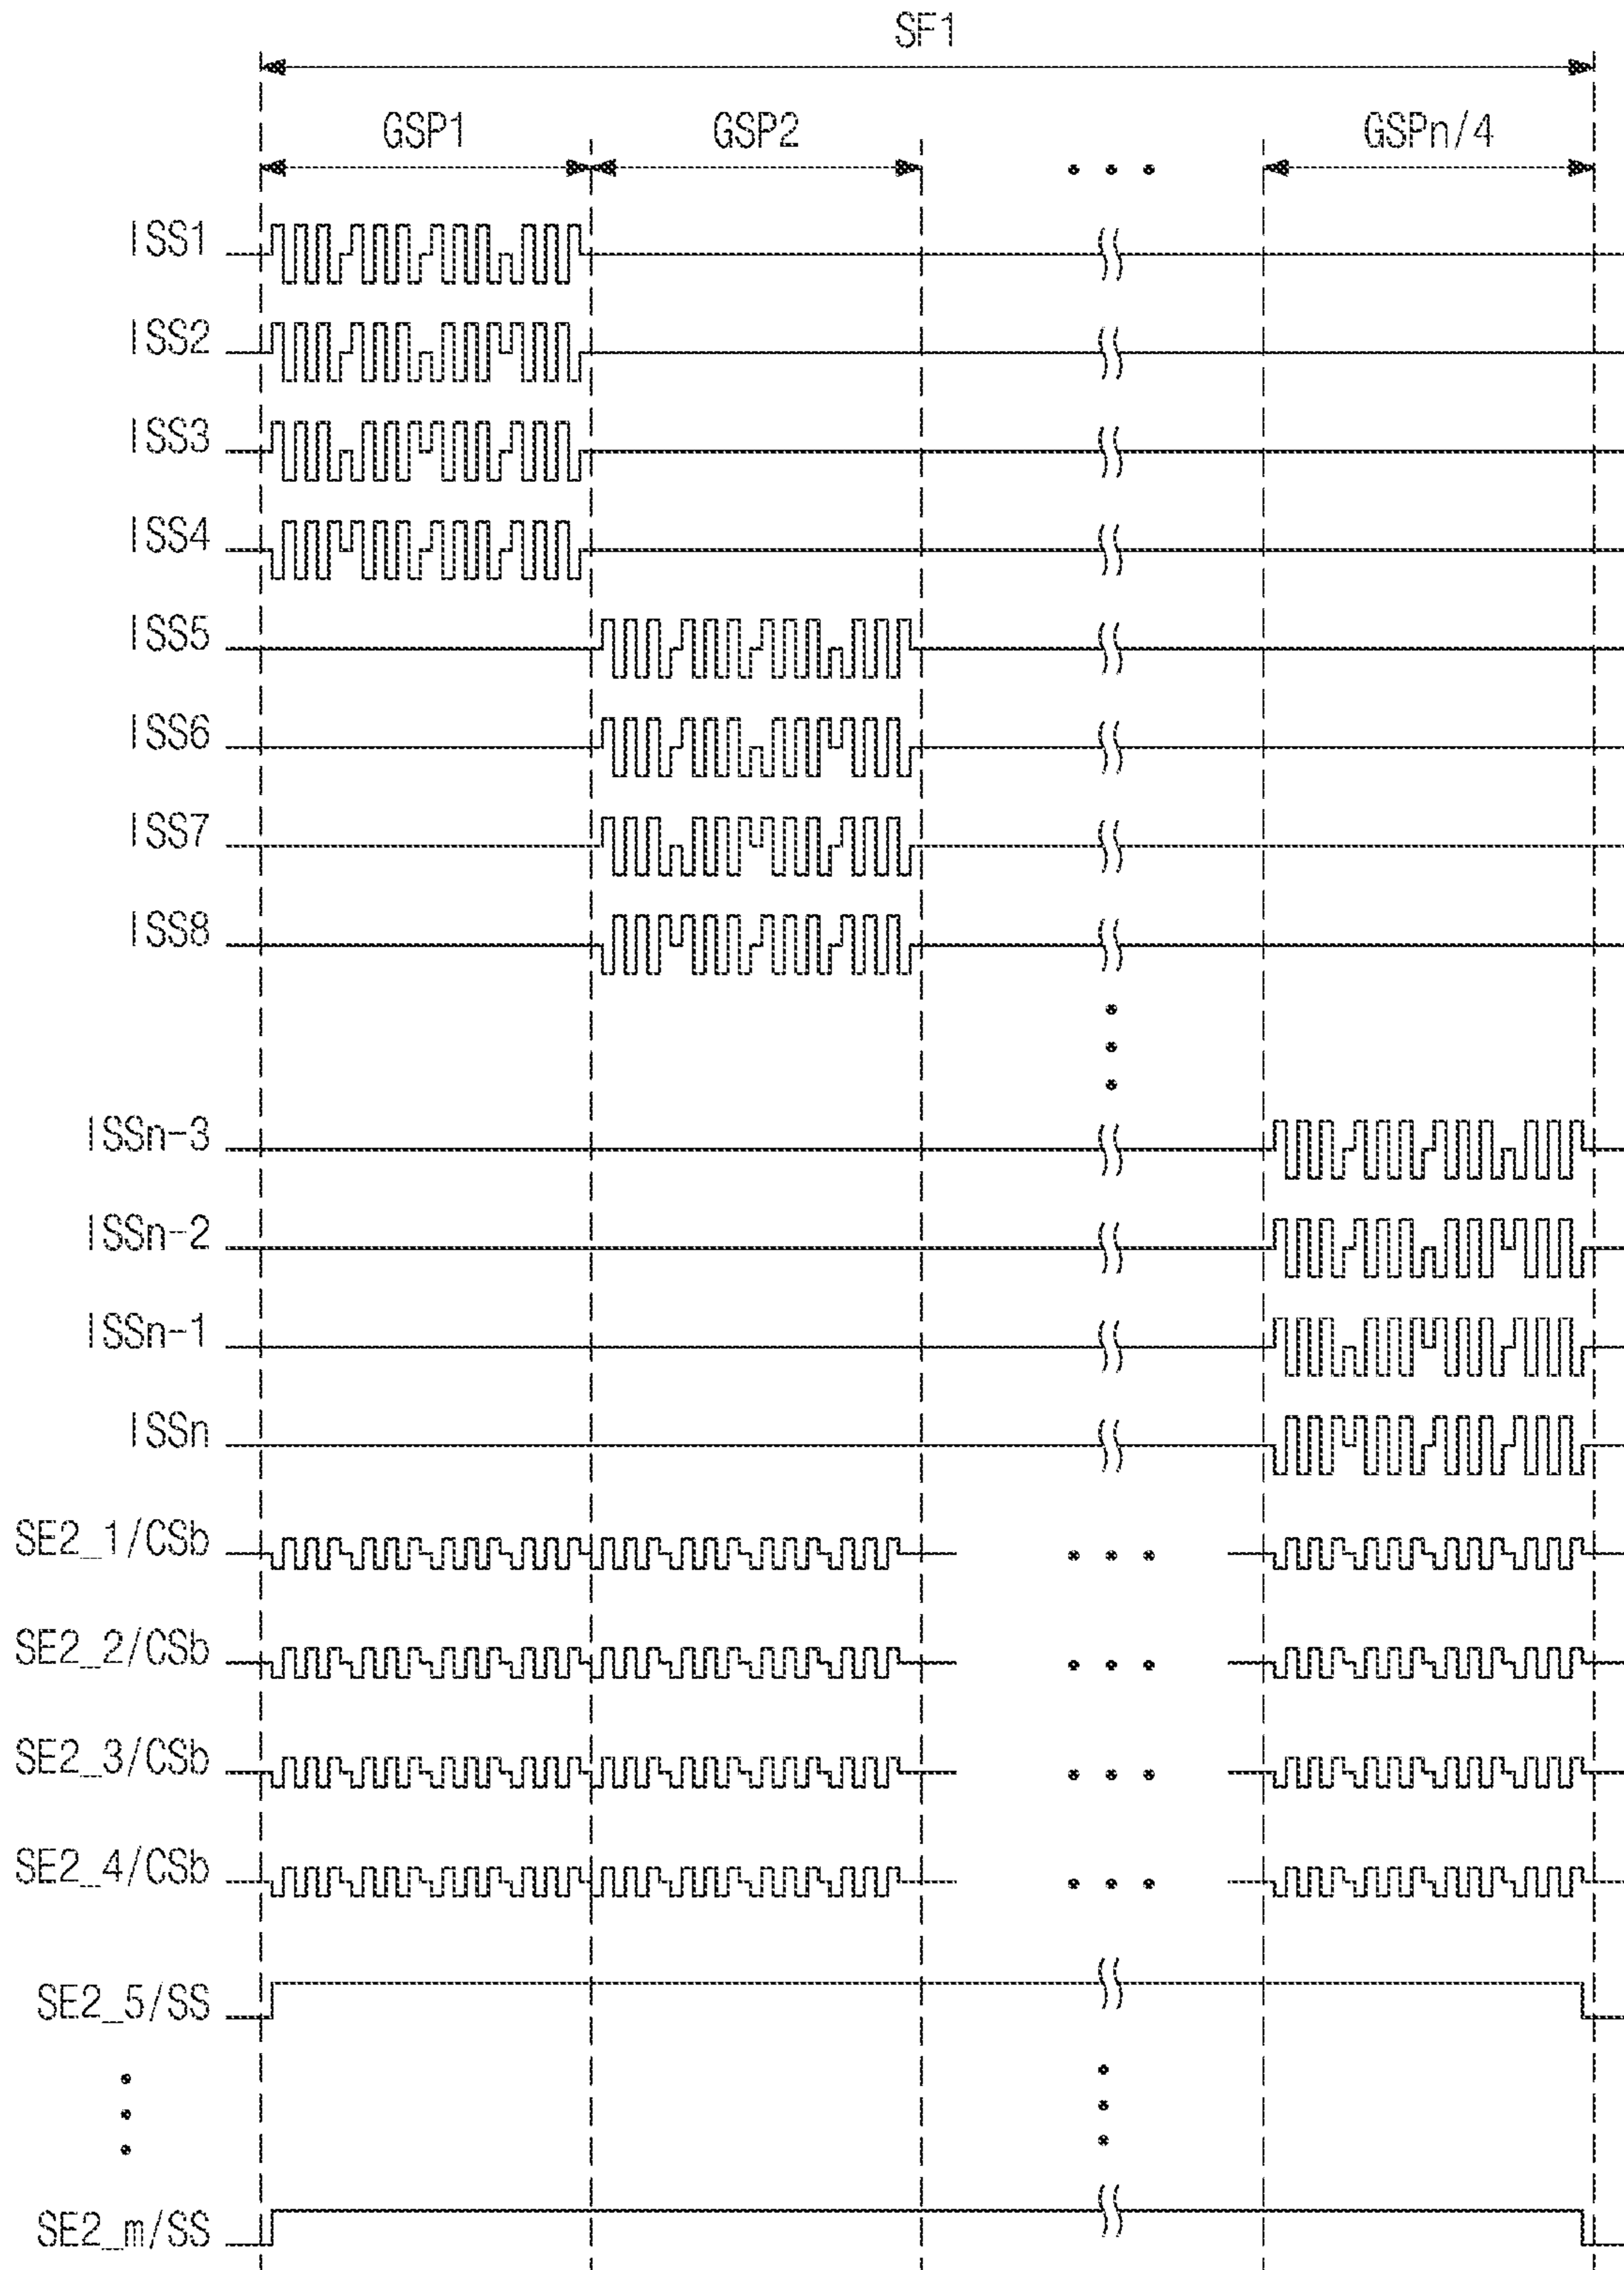 SF1
GSP1 GSP2 • • • GSPn/4
ISS1
ISS2
ISS3
ISS4
ISS5
ISS6
ISS7
ISS8
ISSn-3
ISSn-2
ISSn-1
ISSn
SE2_1/CSb • • •
SE2_2/CSb • • •
SE2_3/CSb • • •
SE2_4/CSb • • •
SE2_5/SS
SE2_m/SS